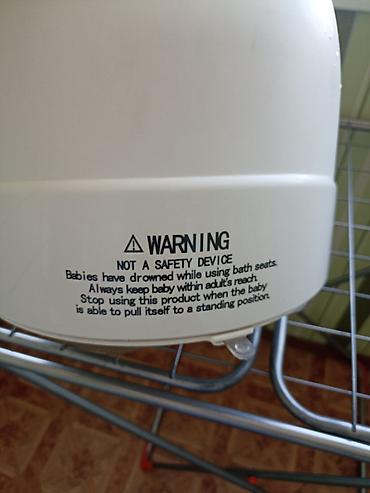 ⚠ WARNING
NOT A SAFETY DEVICE
Babies have drowned while using bath seats.
Always keep baby within adult's reach.
Stop using this product when the baby
is able to pull itself to a standing position.